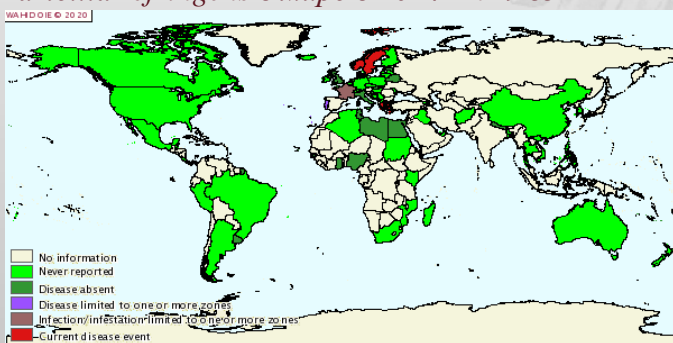 WAHID OIE © 2020
No information
Never reported
Disease absent
Disease limited to one or more zones
Infection/infestation limited to one or more zones
Current disease event